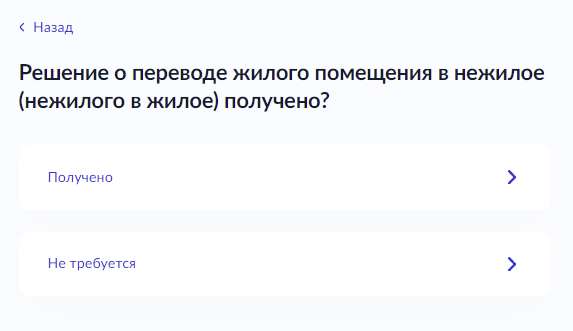 Назад
Решение о переводе жилого помещения в нежилое
(нежилого в жилое) получено?
Получено
Не требуется